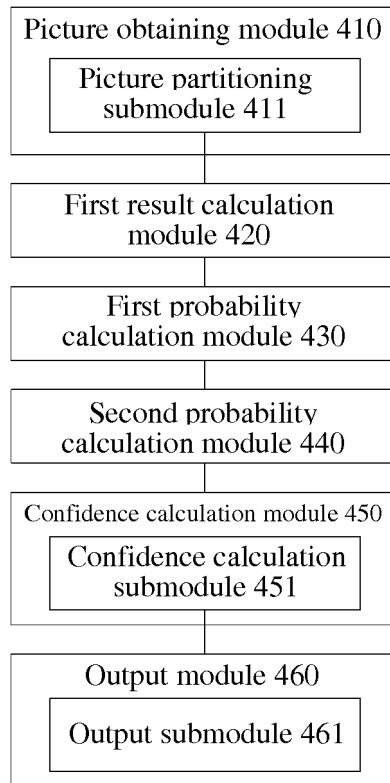 Picture obtaining module 410
Picture partitioning
submodule 411
First result calculation
module 420
First probability
calculation module 430
Second probability
calculation module 440
Confidence calculation module 450
Confidence calculation
submodule 451
Output module 460
Output submodule 461